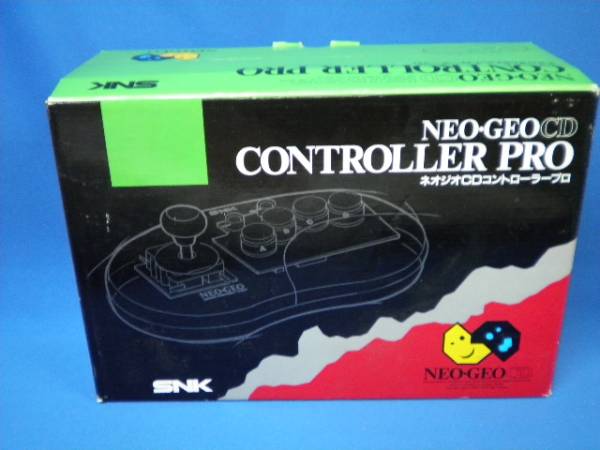 NEO•GEO CD
CONTROLLER PRO
SNK
NEO•GEO CD
CONTROLLER PRO
ネオジオCDコントローラープロ
SNK
A
NEO•GEO
SNK
NEO•GEO CD